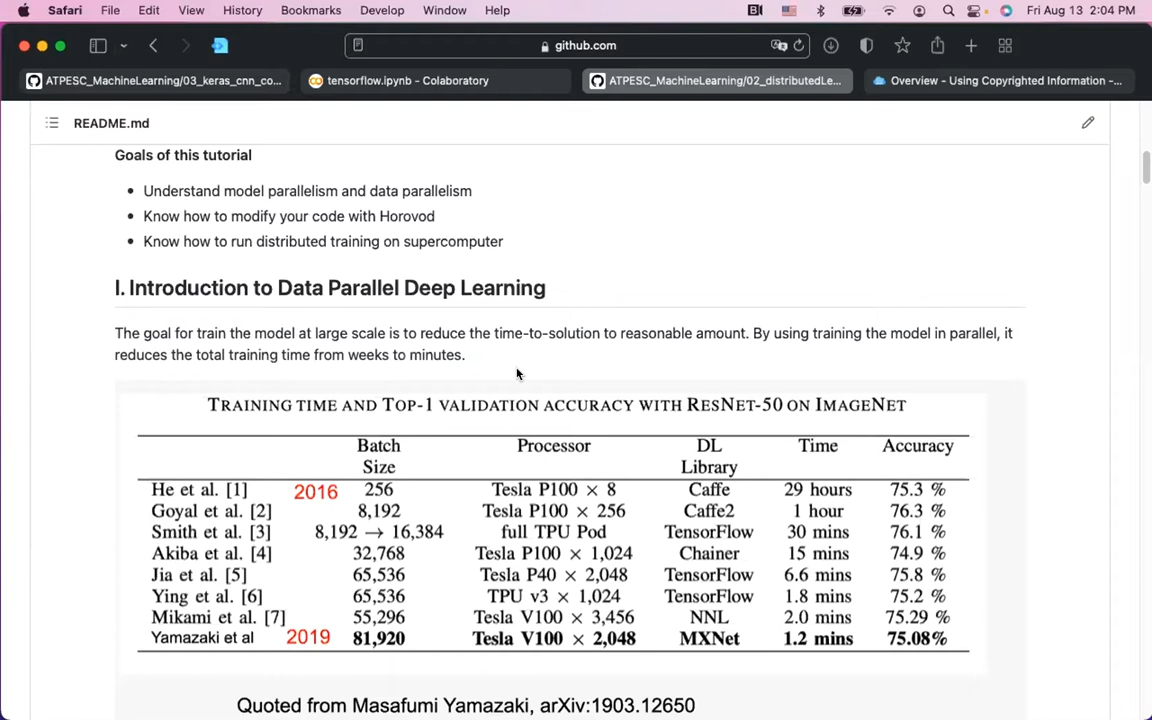 Safari File Edit View History Bookmarks Develop Window Help Fri Aug 13 2:04 PM
github.com
ATPESC_MachineLearning/03_keras_cnn_co... tensorflow.ipynb - Colaboratory ATPESC_MachineLearning/02_distributedLe... Overview - Using Copyrighted Information -...
README.md
Goals of this tutorial
• Understand model parallelism and data parallelism
• Know how to modify your code with Horovod
• Know how to run distributed training on supercomputer
I. Introduction to Data Parallel Deep Learning
The goal for train the model at large scale is to reduce the time-to-solution to reasonable amount. By using training the model in parallel, it
reduces the total training time from weeks to minutes.
TRAINING TIME AND TOP-1 VALIDATION ACCURACY WITH RESNET-50 ON IMAGENET
Batch Processor DL Time Accuracy
Size Library
He et al. [1] 2016 256 Tesla P100 × 8 Caffe 29 hours 75.3 %
Goyal et al. [2] 8,192 Tesla P100 × 256 Caffe2 1 hour 76.3 %
Smith et al. [3] 8,192 → 16,384 full TPU Pod TensorFlow 30 mins 76.1 %
Akiba et al. [4] 32,768 Tesla P100 × 1,024 Chainer 15 mins 74.9 %
Jia et al. [5] 65,536 Tesla P40 × 2,048 TensorFlow 6.6 mins 75.8 %
Ying et al. [6] 65,536 TPU v3 × 1,024 TensorFlow 1.8 mins 75.2 %
Mikami et al. [7] 55,296 Tesla V100 × 3,456 NNL 2.0 mins 75.29 %
Yamazaki et al 2019 81,920 Tesla V100 × 2,048 MXNet 1.2 mins 75.08%
Quoted from Masafumi Yamazaki, arXiv:1903.12650